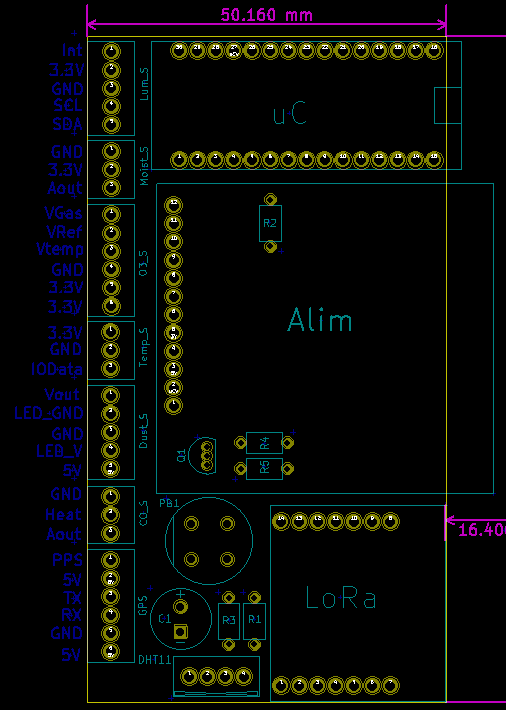 50.160 mm
Int
3.3V
GND
SCL
SDA
Lum_S
uC
GND
3.3V
Aout
Moist_S
VGas
VRef
Vtemp
GND
3.3V
3.3V
O3_S
R2
Alim
3.3V
GND
IOData
Temp_S
Vout
LED_GND
GND
LED_V
5V
Dust_S
Q1
R4
R5
GND
Heat
Aout
CO_S
PB1
16.40
PPS
5V
TX
RX
GND
5V
GPS
C1
R3
R1
LoRa
DHT11